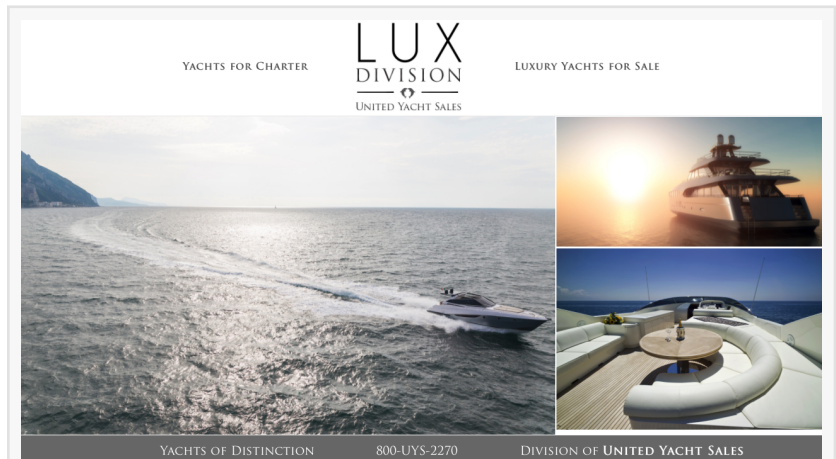 YACHTS FOR CHARTER
LUX
DIVISION
UNITED YACHT SALES
LUXURY YACHTS FOR SALE
YACHTS OF DISTINCTION
800-UYS-2270
DIVISION OF UNITED YACHT SALES